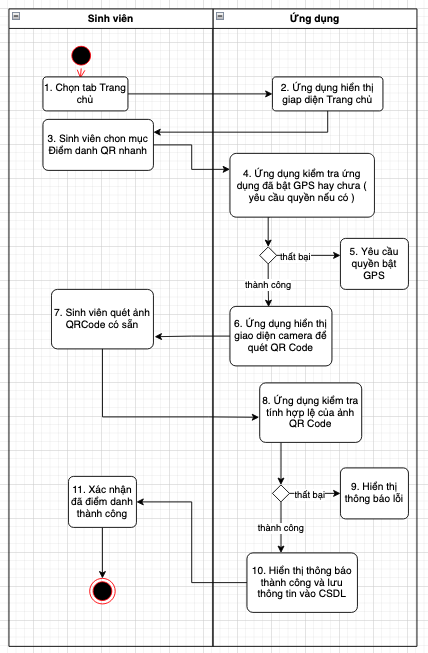 Sinh viên
Ứng dụng
1. Chọn tab Trang
chủ
2. Ứng dụng hiển thị
giap diện Trang chủ
3. Sinh viên chon mục
Điểm danh QR nhanh
4. Ứng dụng kiểm tra ứng
dụng đã bật GPS hay chưa (
yêu cầu quyền nếu có )
thất bại
5. Yêu cầu
quyền bật
GPS
thành công
7. Sinh viên quét ảnh
QRCode có sẵn
6. Ứng dụng hiển thị
giao diện camera để
quét QR Code
8. Ứng dụng kiểm tra
tính hợp lệ của ảnh
QR Code
11. Xác nhận
đã điểm danh
thành công
thất bại
9. Hiển thị
thông báo lỗi
thành công
10. Hiển thị thông báo
thành công và lưu
thông tin vào CSDL